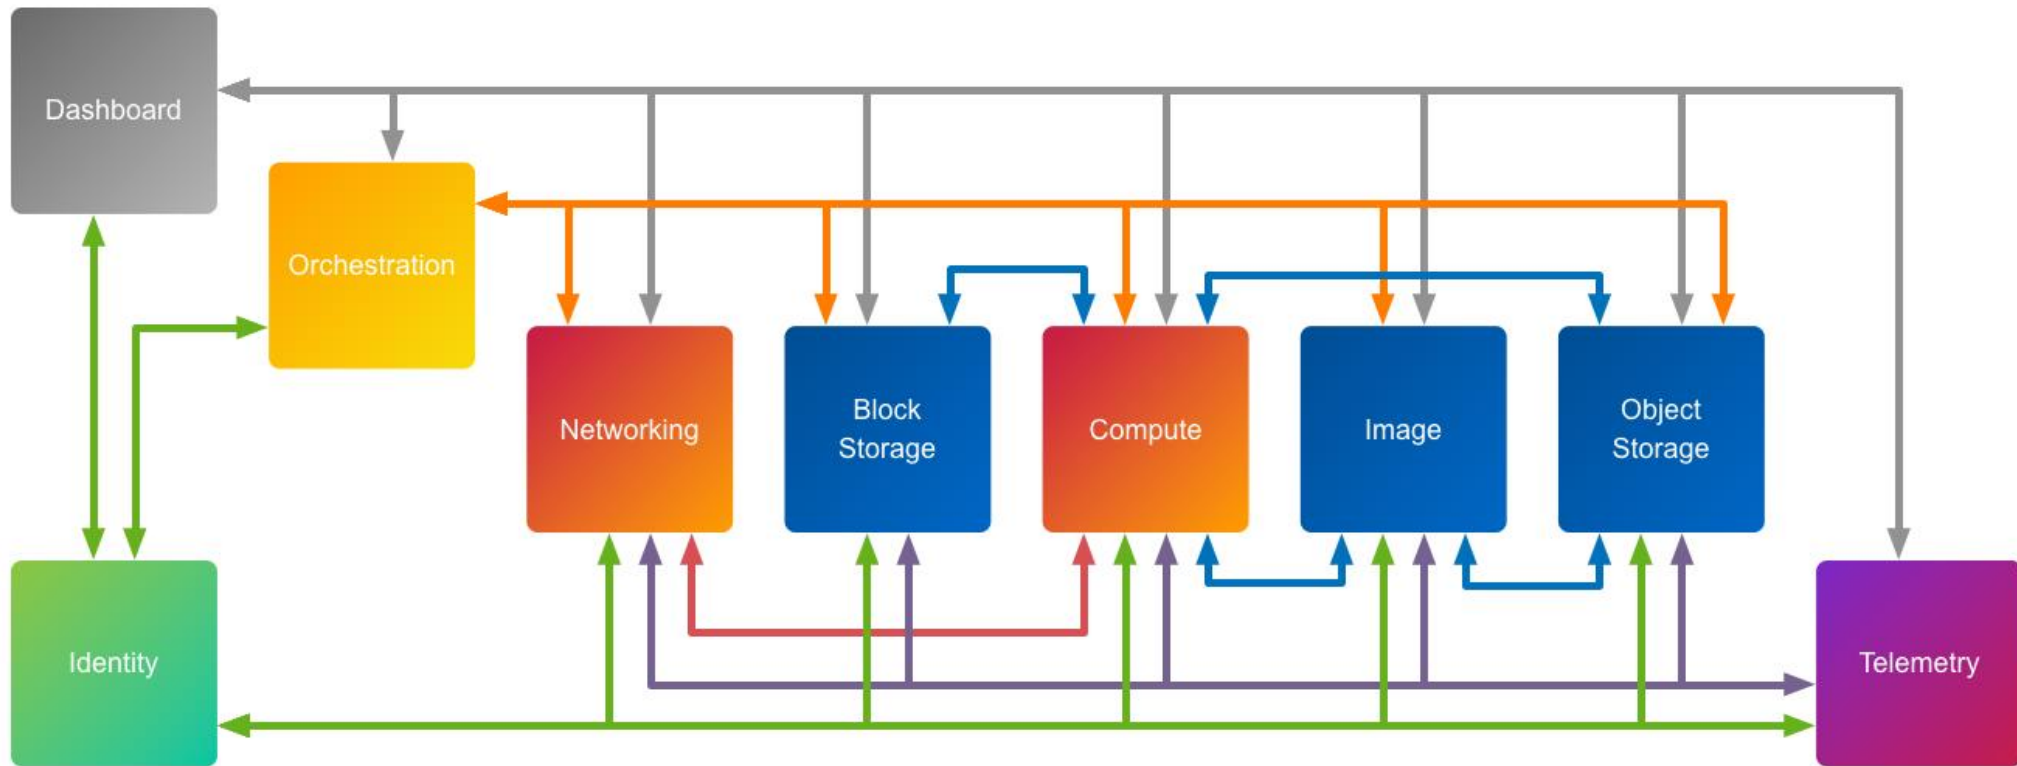 Dashboard
Orchestration
Networking
Block
Storage
Compute
Image
Object
Storage
Identity
Telemetry